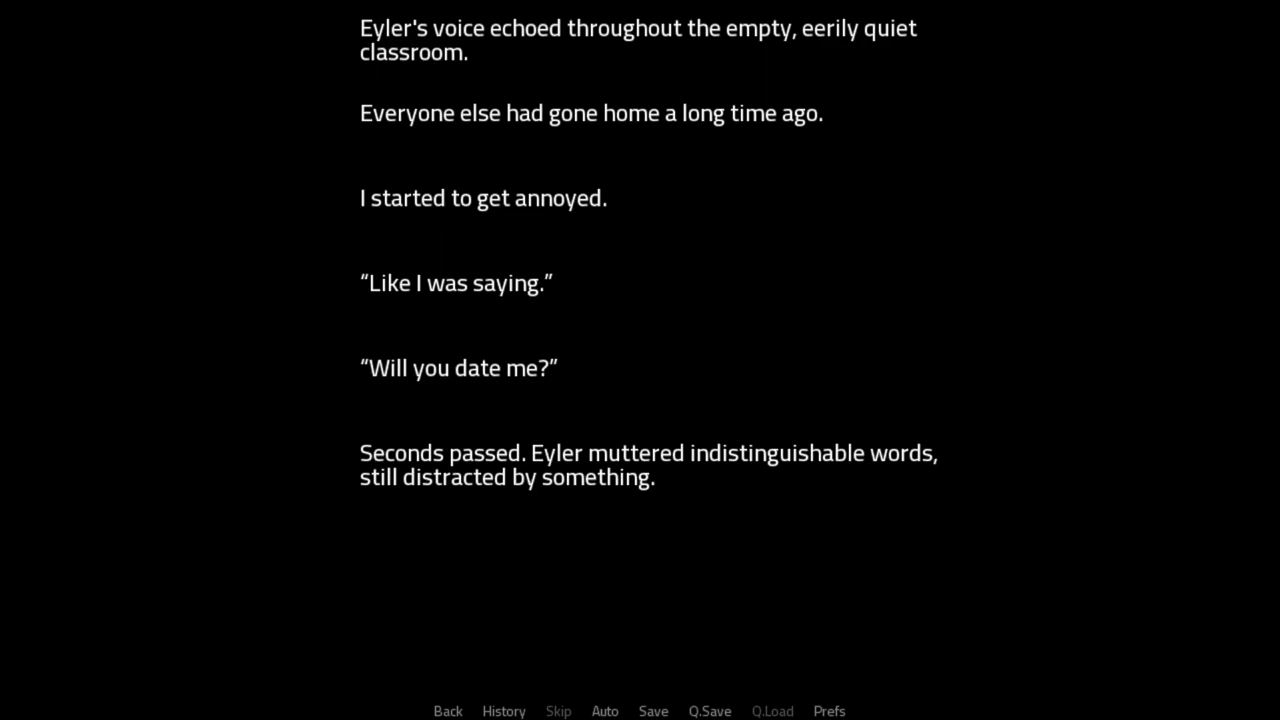 Eyler's voice echoed throughout the empty, eerily quiet
classroom.
Everyone else had gone home a long time ago.
I started to get annoyed.
“Like I was saying.”
“Will you date me?”
Seconds passed. Eyler muttered indistinguishable words,
still distracted by something.
Back History Skip Auto Save Q.Save Q.Load Prefs